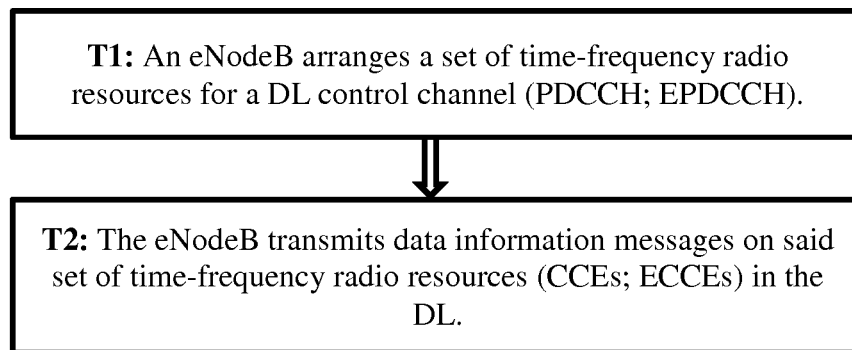 T1: An eNodeB arranges a set of time-frequency radio
resources for a DL control channel (PDCCH; EPDCCH).
T2: The eNodeB transmits data information messages on said
set of time-frequency radio resources (CCEs; ECCEs) in the
DL.